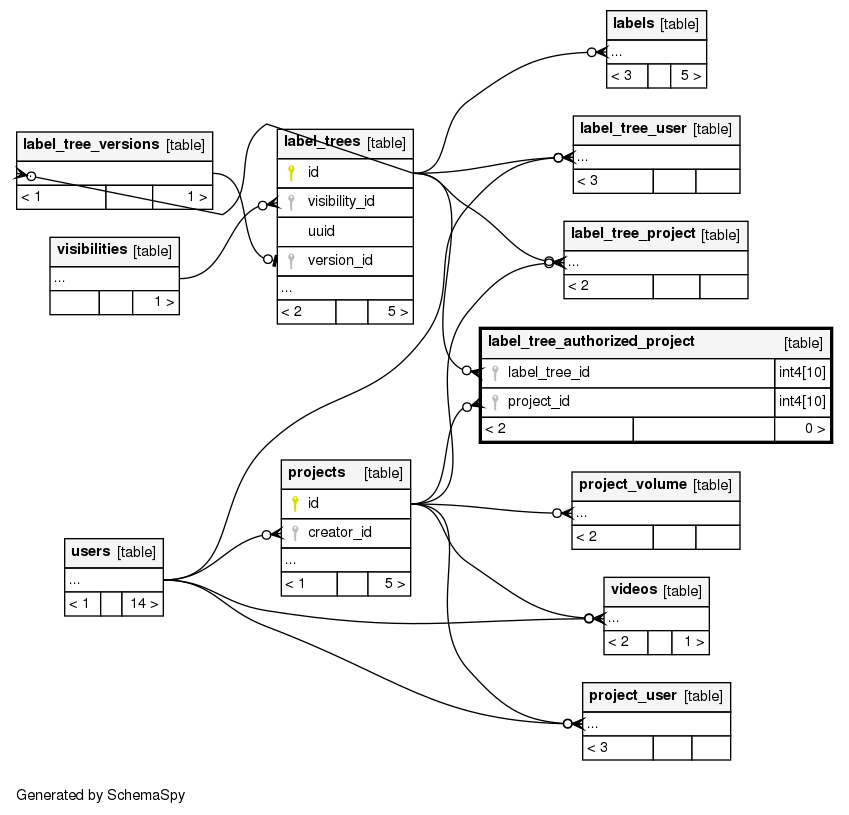 labels [table]
...
< 3 5 >
label_tree_user [table]
...
< 3
label_tree_versions [table]
< 1 1 >
label_trees [table]
id
visibility_id
uuid
version_id
...
< 2 5 >
visibilities [table]
...
1 >
label_tree_project [table]
...
< 2
label_tree_authorized_project [table]
label_tree_id int4[10]
project_id int4[10]
< 2 0 >
projects [table]
id
creator_id
...
< 1 5 >
project_volume [table]
...
< 2
users [table]
...
< 1 14 >
videos [table]
...
< 2 1 >
project_user [table]
...
< 3
Generated by SchemaSpy